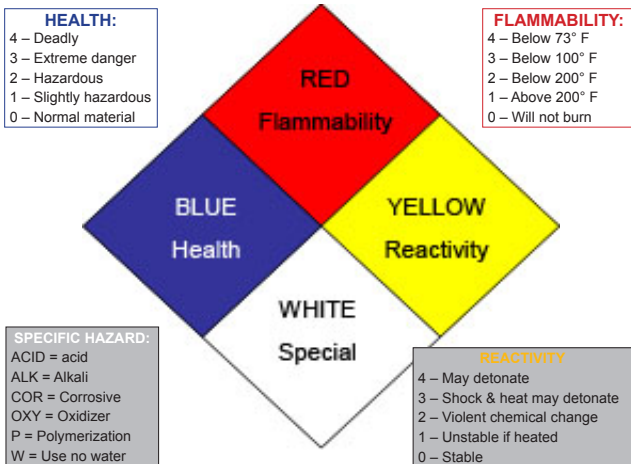 HEALTH:
4 – Deadly
3 – Extreme danger
2 – Hazardous
1 – Slightly hazardous
0 – Normal material
FLAMMABILITY:
4 – Below 73° F
3 – Below 100° F
2 – Below 200° F
1 – Above 200° F
0 – Will not burn
RED
Flammability
BLUE
Health
YELLOW
Reactivity
WHITE
Special
SPECIFIC HAZARD:
ACID = acid
ALK = Alkali
COR = Corrosive
OXY = Oxidizer
P = Polymerization
W = Use no water
REACTIVITY
4 – May detonate
3 – Shock & heat may detonate
2 – Violent chemical change
1 – Unstable if heated
0 – Stable